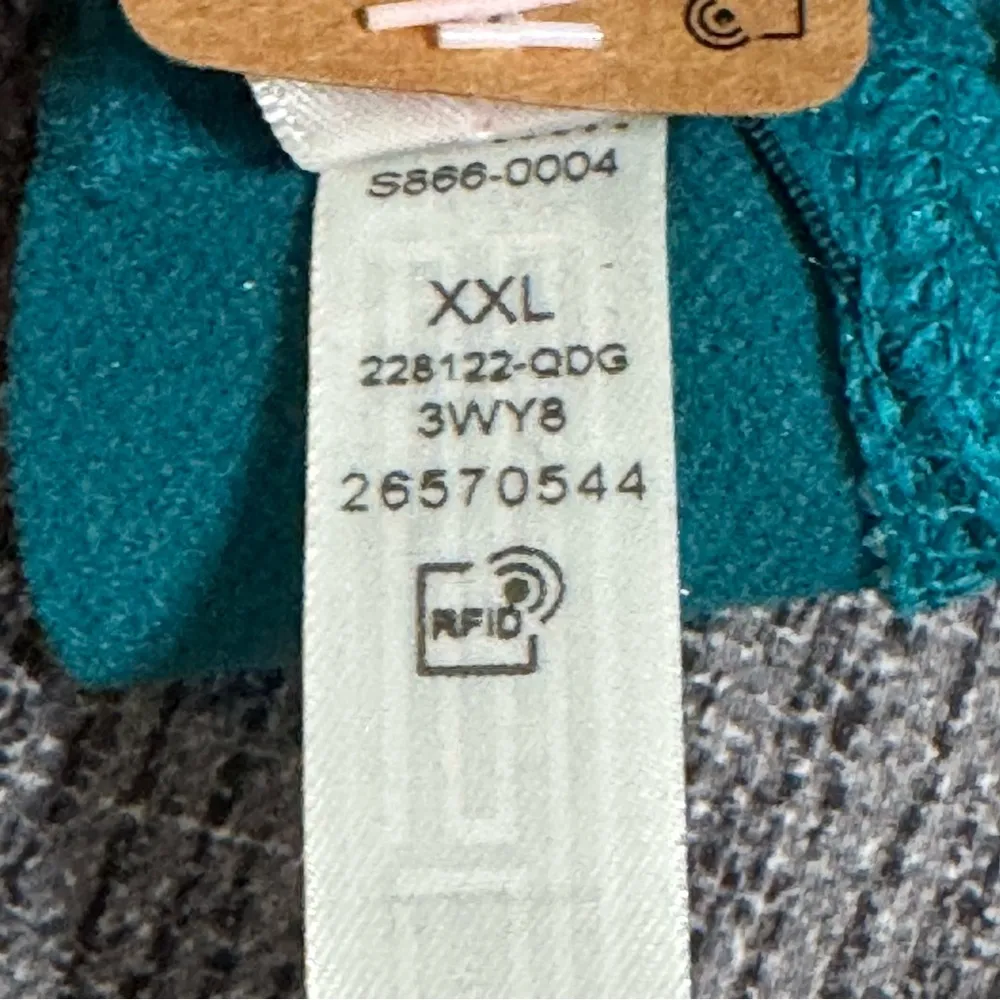 S866-0004
XXL
228122-QDG
3WY8
26570544
RFID